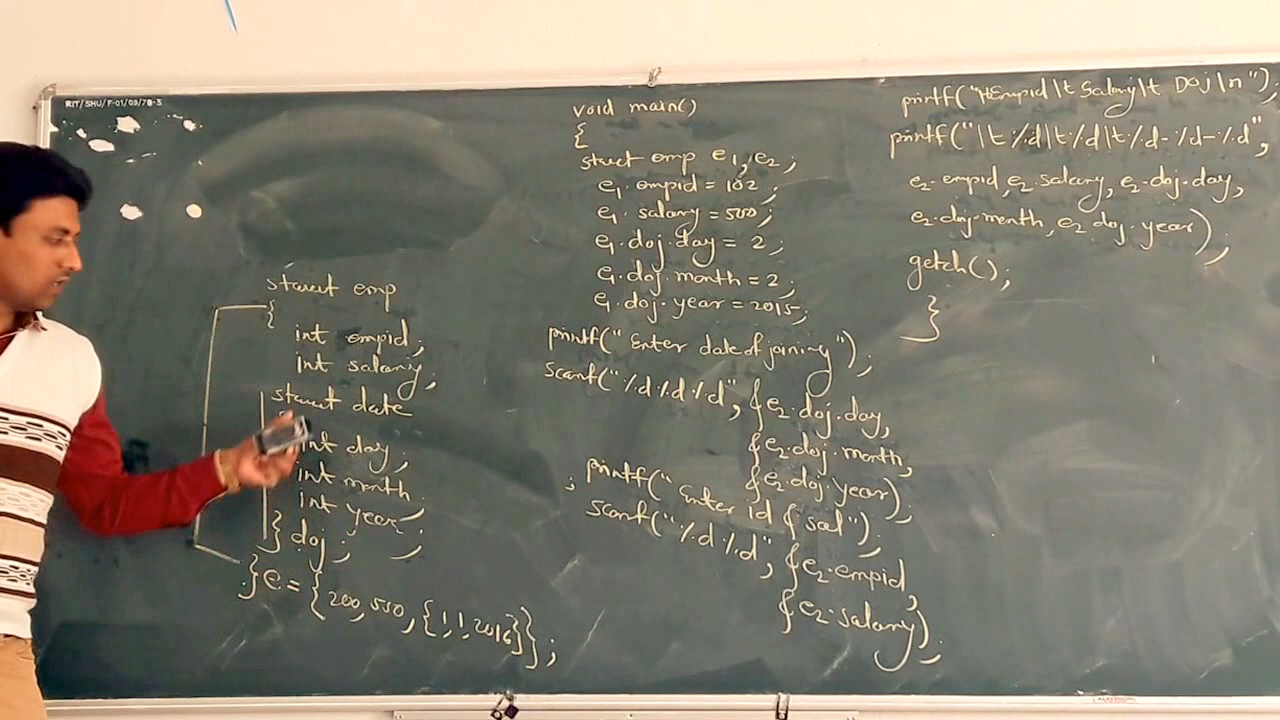 RIT/SHU/F-01/09/7B-3
struct emp
{
int empid;
int salary;
struct date
{
int day;
int month;
int year;
} doj;
} e = {200,550,{1,1,2016}};
void main()
{
struct emp e1,e2;
e1.empid = 102;
e1.salary = 500;
e1.doj.day = 2;
e1.doj.month = 2;
e1.doj.year = 2015;
printf("Enter date of joining");
scanf("%d%d%d", &e2.doj.day,
&e2.doj.month,
&e2.doj.year);
; printf("Enter id & sal");
scanf("%d%d", &e2.empid,
&e2.salary);
\t Salary\t Doj\n");
printf("\t%d\t%d\t%d-%d-%d",
e2.empid,e2.salary,e2.doj.day,
e2.doj.month,e2.doj.year);
getch();
}